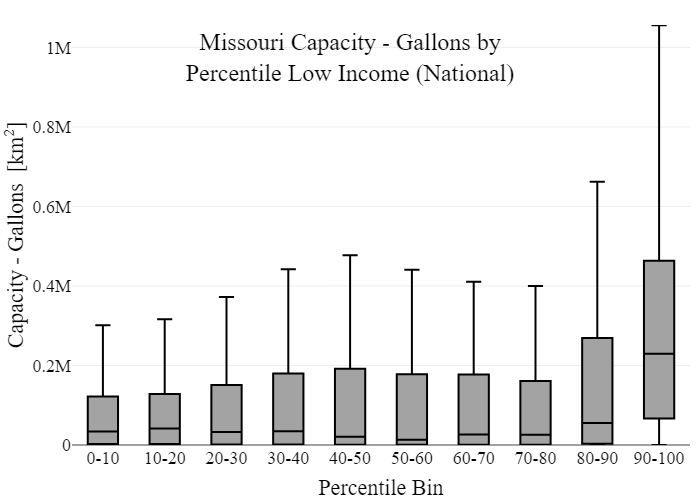 Missouri Capacity - Gallons by
Percentile Low Income (National)
Capacity - Gallons [km²]
1M
0.8M
0.6M
0.4M
0.2M
0
0-10 10-20 20-30 30-40 40-50 50-60 60-70 70-80 80-90 90-100
Percentile Bin